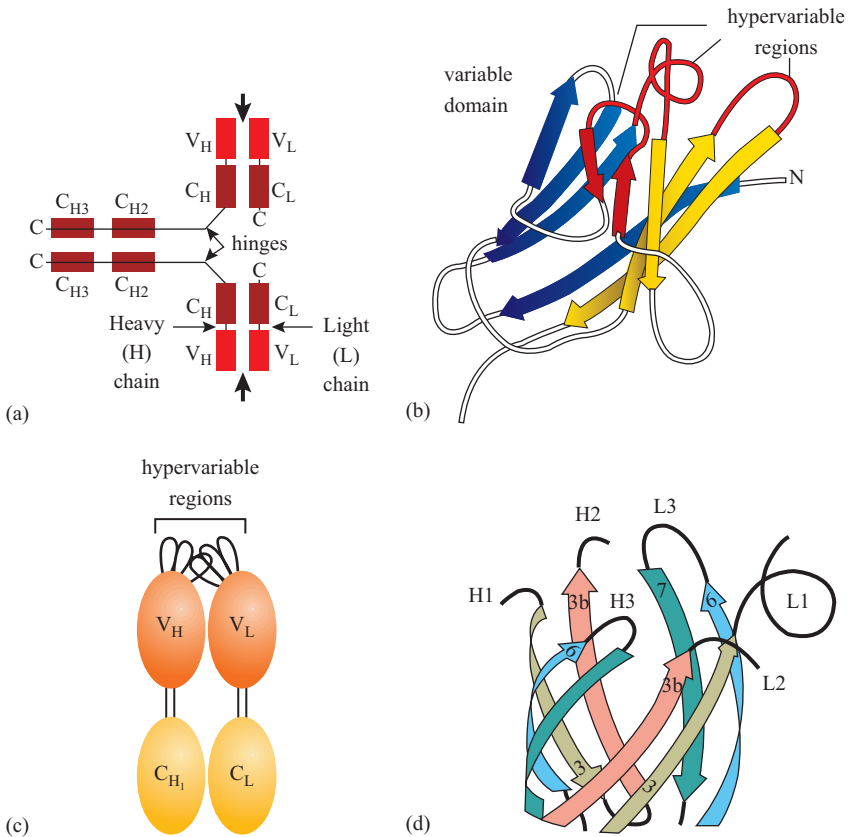 V_H V_L
C_H3 C_H2 C_H C_L
C C
hinges
C C
C_H3 C_H2 C_H C_L
Heavy
(H)
chain
V_H V_L
Light
(L)
chain
(a)
hypervariable
regions
variable
domain
N
(b)
hypervariable
regions
V_H V_L
C_H₁ C_L
(c)
H2 L3
H1 3b H3 7 6 L1
6 3b L2
3 3
(d)